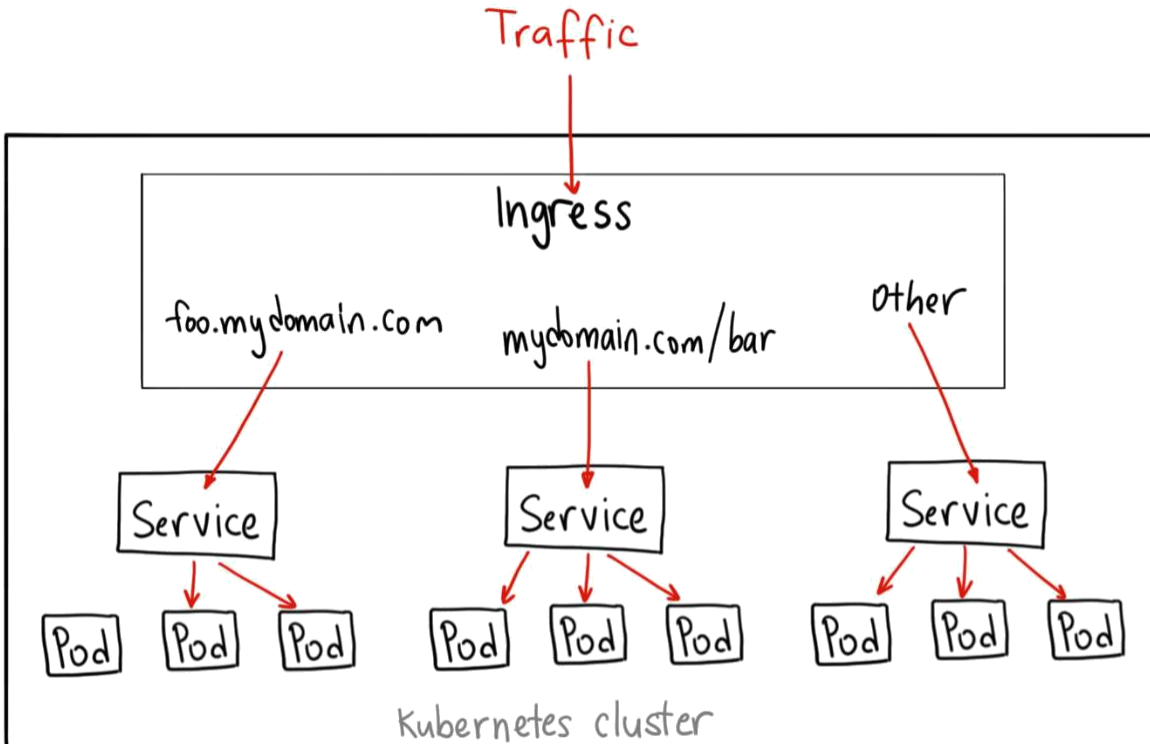 Traffic
Ingress
foo.mydomain.com
mydomain.com/bar
Other
Service
Service
Service
Pod
Pod
Pod
Pod
Pod
Pod
Pod
Pod
Pod
Kubernetes cluster